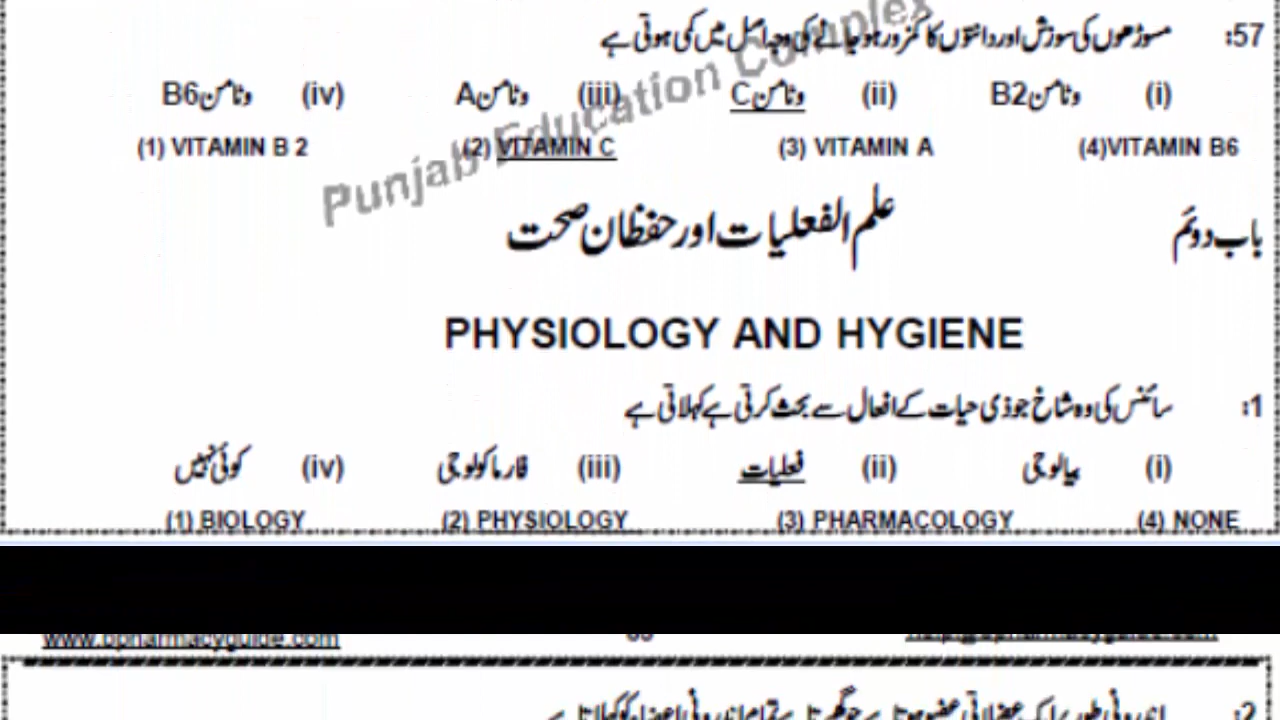 57: مسوڑھوں کی سوزش اور دانتوں کا کمزور ہو جانے کی وجہ اصل میں کمی ہوتی ہے
(i) وٹامن B2 (ii) وٹامن C (iii) وٹامن A (iv) وٹامن B6
(1) VITAMIN B 2 (2) VITAMIN C (3) VITAMIN A (4)VITAMIN B6
Punjab Education Complex
باب دوئم علم الفعلیات اور حفظان صحت
PHYSIOLOGY AND HYGIENE
1: سائنس کی وہ شاخ جو ذی حیات کے افعال سے بحث کرتی ہے کہلاتی ہے
(i) بیالوجی (ii) فعلیات (iii) فارماکولوجی (iv) کوئی نہیں
(1) BIOLOGY (2) PHYSIOLOGY (3) PHARMACOLOGY (4) NONE
www.bpharmacyguide.com
2: